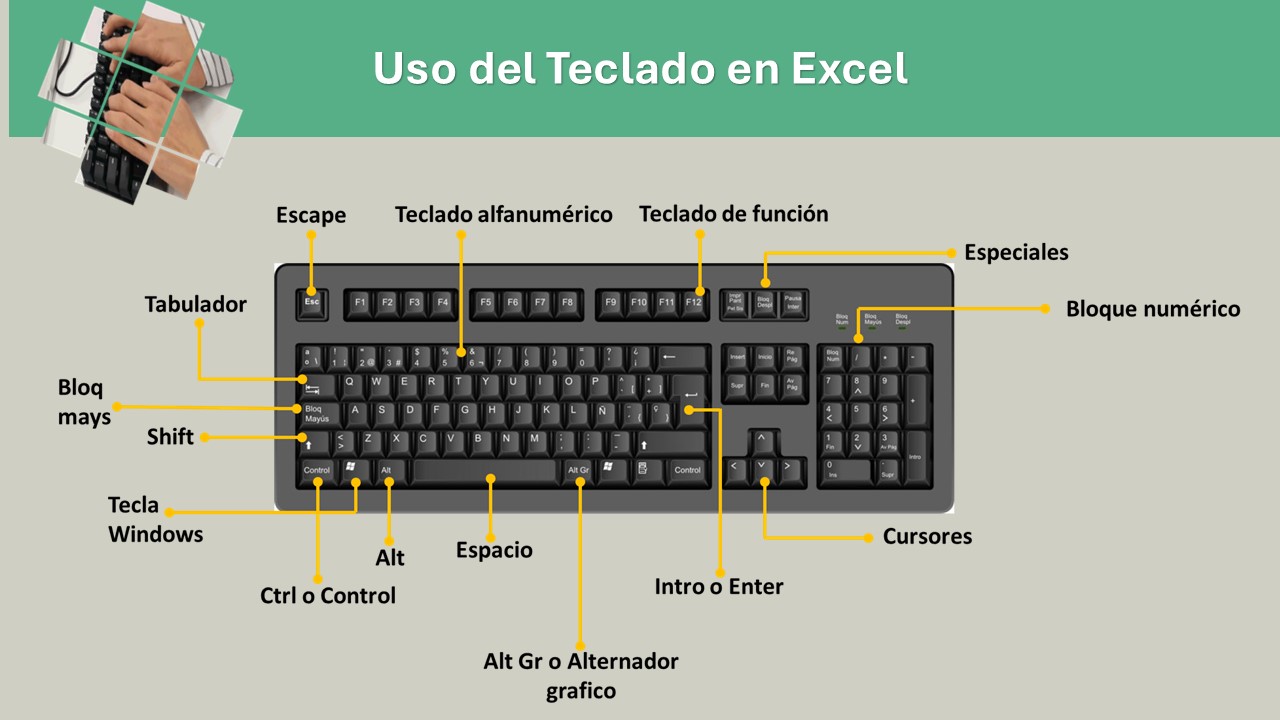 Uso del Teclado en Excel
Escape
Teclado alfanumérico
Teclado de función
Especiales
Tabulador
Bloque numérico
Bloq
mays
Shift
Tecla
Windows
Alt
Espacio
Cursores
Ctrl o Control
Intro o Enter
Alt Gr o Alternador
grafico
Esc F1 F2 F3 F4 F5 F6 F7 F8 F9 F10 F11 F12
Impr Pant Pet Sis Bloq Despl Pausa Inter
Bloq Num Bloq Mayús Bloq Despl
Insert Inicio Re Pág Bloq Num / * -
Q W E R T Y U I O P Supr Fin Av Pág 7 8 9 +
Bloq Mayús A S D F G H J K L Ñ 4 5 6
< > Z X C V B N M 1 Fin 2 3 Av Pág Intro
Control Alt Alt Gr Control 0 Ins . Supr